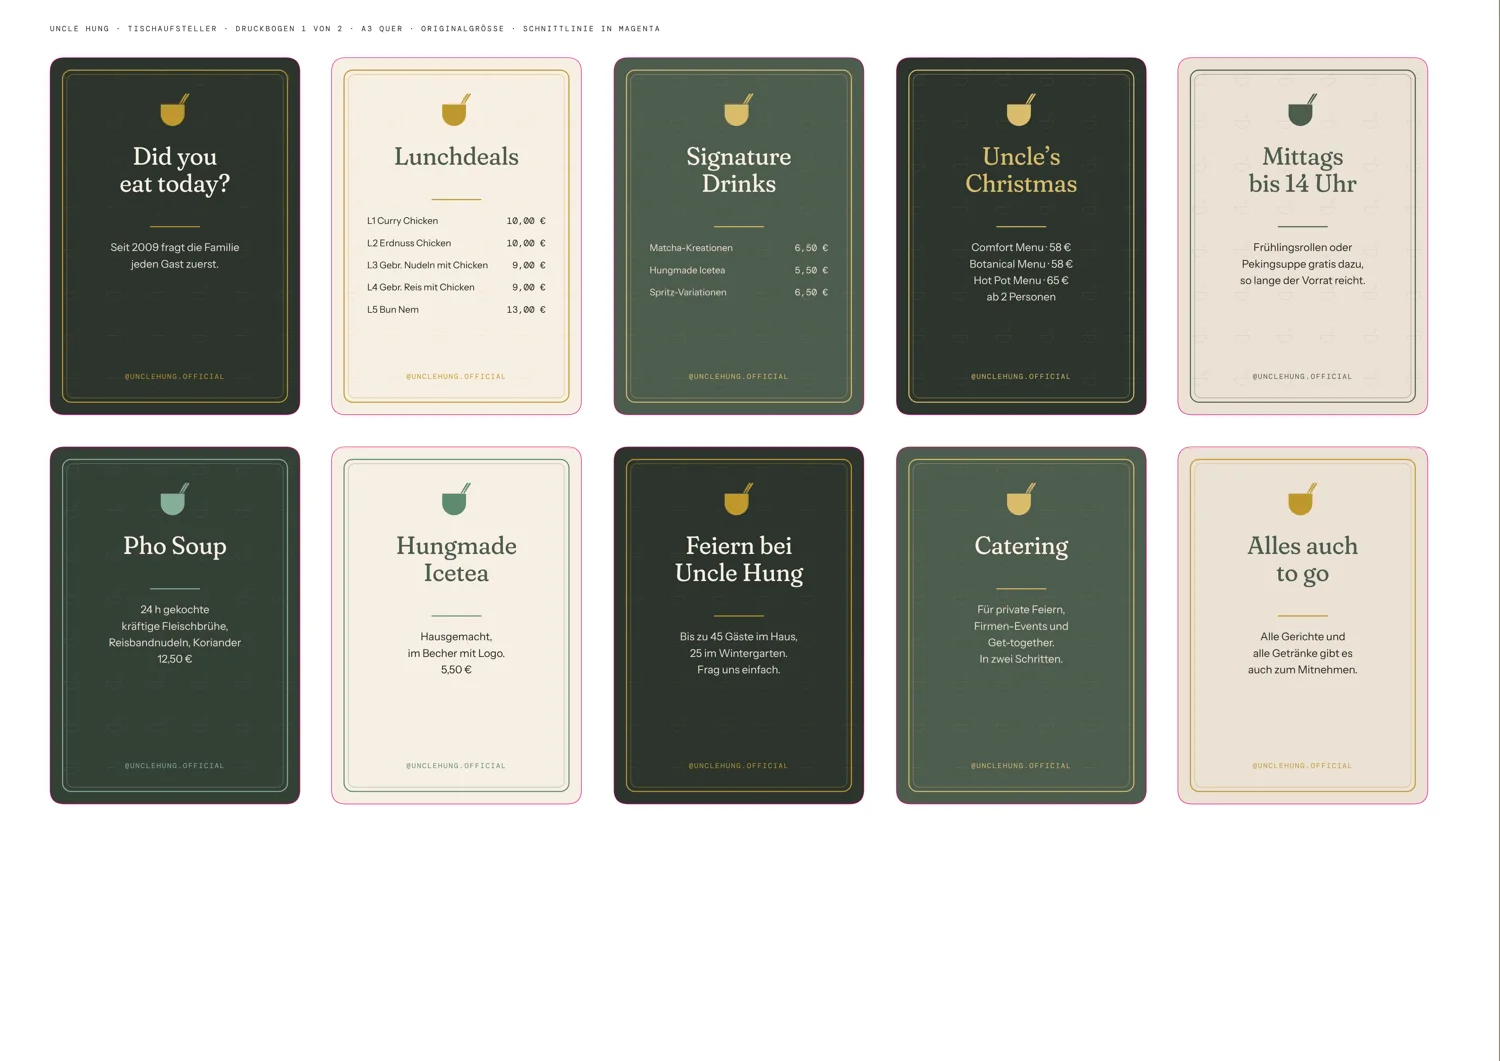 UNCLE HUNG · TISCHAUFSTELLER · DRUCKBOGEN 1 VON 2 · A3 QUER · ORIGINALGRÖSSE · SCHNITTLINIE IN MAGENTA
Did you
eat today?
Seit 2009 fragt die Familie
jeden Gast zuerst.
@UNCLEHUNG.OFFICIAL
Lunchdeals
L1 Curry Chicken 10,00 €
L2 Erdnuss Chicken 10,00 €
L3 Gebr. Nudeln mit Chicken 9,00 €
L4 Gebr. Reis mit Chicken 9,00 €
L5 Bun Nem 13,00 €
@UNCLEHUNG.OFFICIAL
Signature
Drinks
Matcha-Kreationen 6,50 €
Hungmade Icetea 5,50 €
Spritz-Variationen 6,50 €
@UNCLEHUNG.OFFICIAL
Uncle’s
Christmas
Comfort Menu · 58 €
Botanical Menu · 58 €
Hot Pot Menu · 65 €
ab 2 Personen
@UNCLEHUNG.OFFICIAL
Mittags
bis 14 Uhr
Frühlingsrollen oder
Pekingsuppe gratis dazu,
so lange der Vorrat reicht.
@UNCLEHUNG.OFFICIAL
Pho Soup
24 h gekochte
kräftige Fleischbrühe,
Reisbandnudeln, Koriander
12,50 €
@UNCLEHUNG.OFFICIAL
Hungmade
Icetea
Hausgemacht,
im Becher mit Logo.
5,50 €
@UNCLEHUNG.OFFICIAL
Feiern bei
Uncle Hung
Bis zu 45 Gäste im Haus,
25 im Wintergarten.
Frag uns einfach.
@UNCLEHUNG.OFFICIAL
Catering
Für private Feiern,
Firmen-Events und
Get-together.
In zwei Schritten.
@UNCLEHUNG.OFFICIAL
Alles auch
to go
Alle Gerichte und
alle Getränke gibt es
auch zum Mitnehmen.
@UNCLEHUNG.OFFICIAL